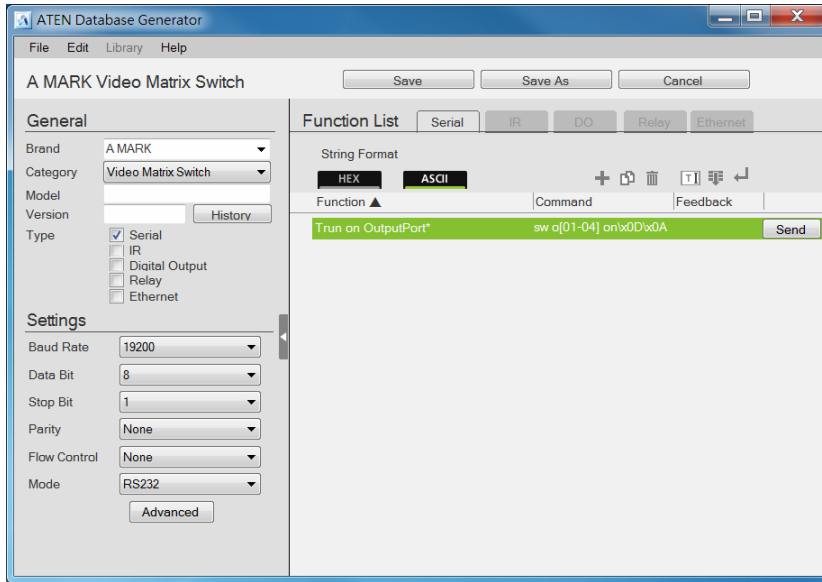 ATEN Database Generator
File Edit Library Help
A MARK Video Matrix Switch
Save Save As Cancel
General
Brand A MARK
Category Video Matrix Switch
Model
Version History
Type Serial
IR
Digital Output
Relay
Ethernet
Settings
Baud Rate 19200
Data Bit 8
Stop Bit 1
Parity None
Flow Control None
Mode RS232
Advanced
Function List Serial IR DO Relay Ethernet
String Format
HEX ASCII
Function ▲ Command Feedback
Trun on OutputPort* sw o[01-04] on\x0D\x0A Send